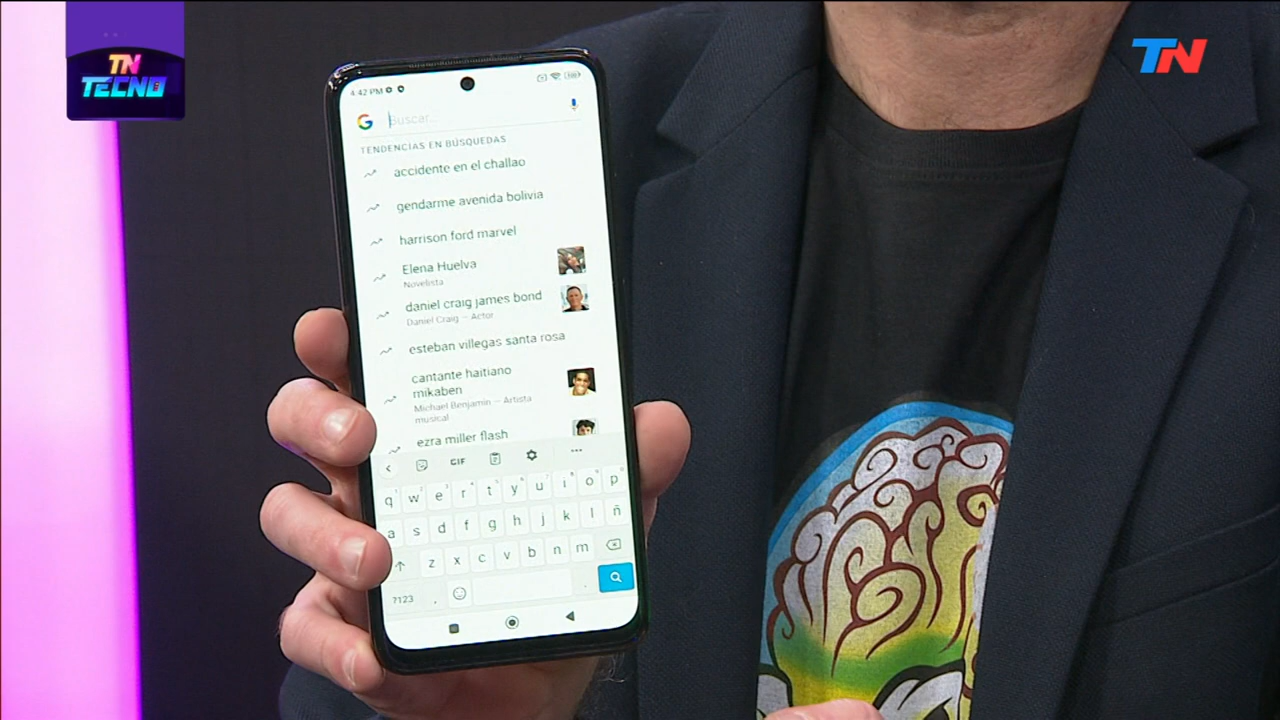 TN
TECNO
TN
4:42 PM
Buscar...
TENDENCIAS EN BÚSQUEDAS
accidente en el challao
gendarme avenida bolivia
harrison ford marvel
Elena Huelva
Novelista
daniel craig james bond
Daniel Craig — Actor
esteban villegas santa rosa
cantante haitiano
mikaben
Michael Benjamin — Artista
musical
ezra miller flash
GIF
q w e r t y u i o p
a s d f g h j k l ñ
z x c v b n m
?123 , .